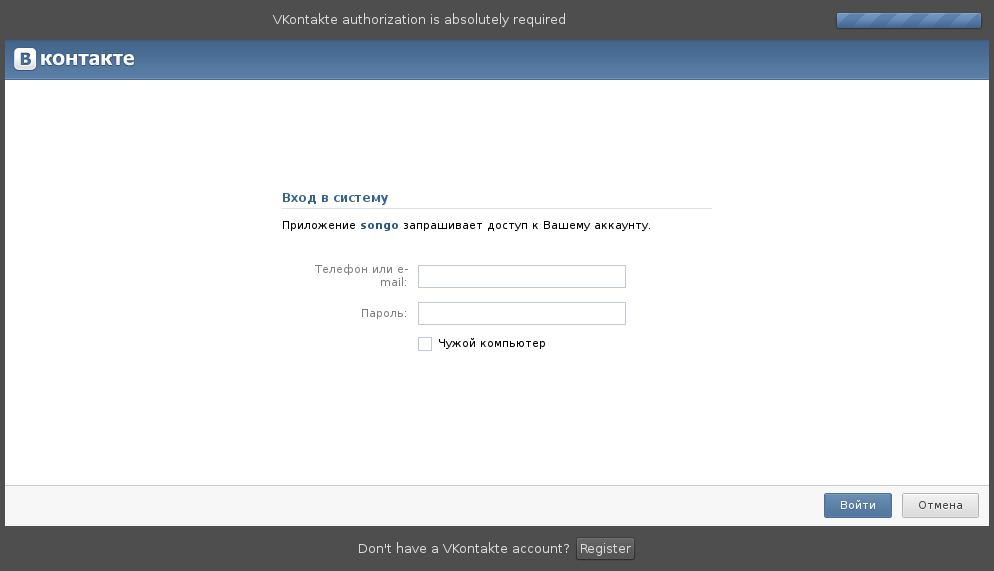 VKontakte authorization is absolutely required
В контакте
Вход в систему
Приложение songo запрашивает доступ к Вашему аккаунту.
Телефон или e-
mail:
Пароль:
Чужой компьютер
Войти Отмена
Don't have a VKontakte account? Register